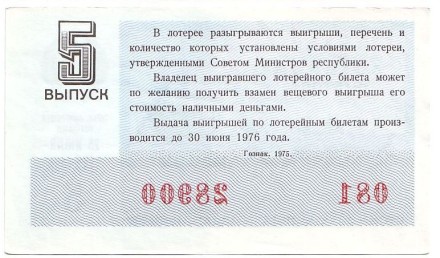 5
ВЫПУСК
В лотерее разыгрываются выигрыши, перечень и
количество которых установлены условиями лотереи,
утвержденными Советом Министров республики.
Владелец выигравшего лотерейного билета может
по желанию получить взамен вещевого выигрыша его
стоимость наличными деньгами.
Выдача выигрышей по лотерейным билетам произ-
водится до 30 июня 1976 года.
Гознак. 1975.
28900 081